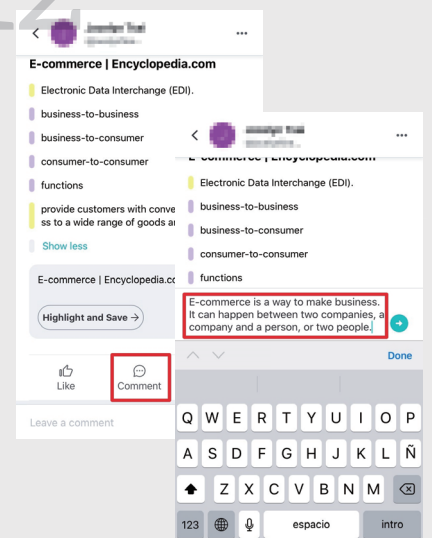 E-commerce | Encyclopedia.com
Electronic Data Interchange (EDI).
business-to-business
business-to-consumer
consumer-to-consumer
functions
provide customers with conve
ss to a wide range of goods a
Show less
E-commerce | Encyclopedia.co
Highlight and Save →
Like
Comment
Leave a comment
E-commerce | Encyclopedia.com
Electronic Data Interchange (EDI).
business-to-business
business-to-consumer
consumer-to-consumer
functions
E-commerce is a way to make business.
It can happen between two companies, a
company and a person, or two people.
Done
Q W E R T Y U I O P
A S D F G H J K L Ñ
Z X C V B N M
123 espacio intro